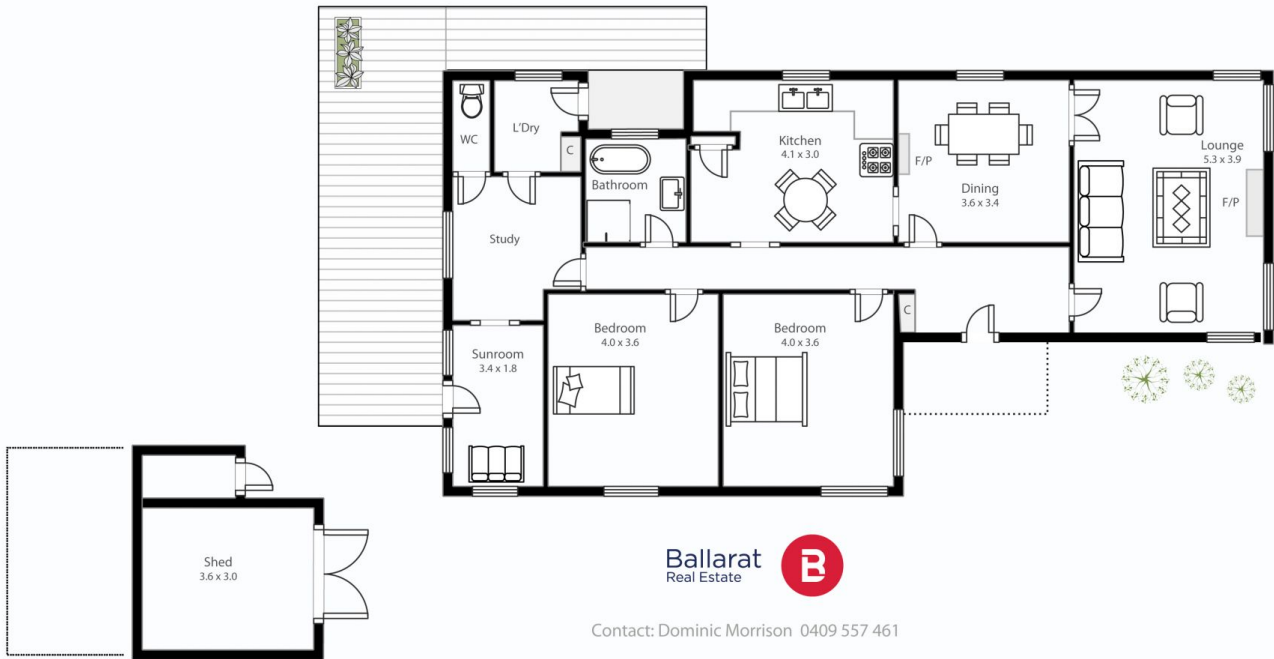 WC
L'Dry
C
Bathroom
Study
Kitchen
4.1 x 3.0
F/P
Dining
3.6 x 3.4
Lounge
5.3 x 3.9
F/P
Bedroom
4.0 x 3.6
Bedroom
4.0 x 3.6
C
Sunroom
3.4 x 1.8
Shed
3.6 x 3.0
Ballarat
Real Estate
B
Contact: Dominic Morrison 0409 557 461